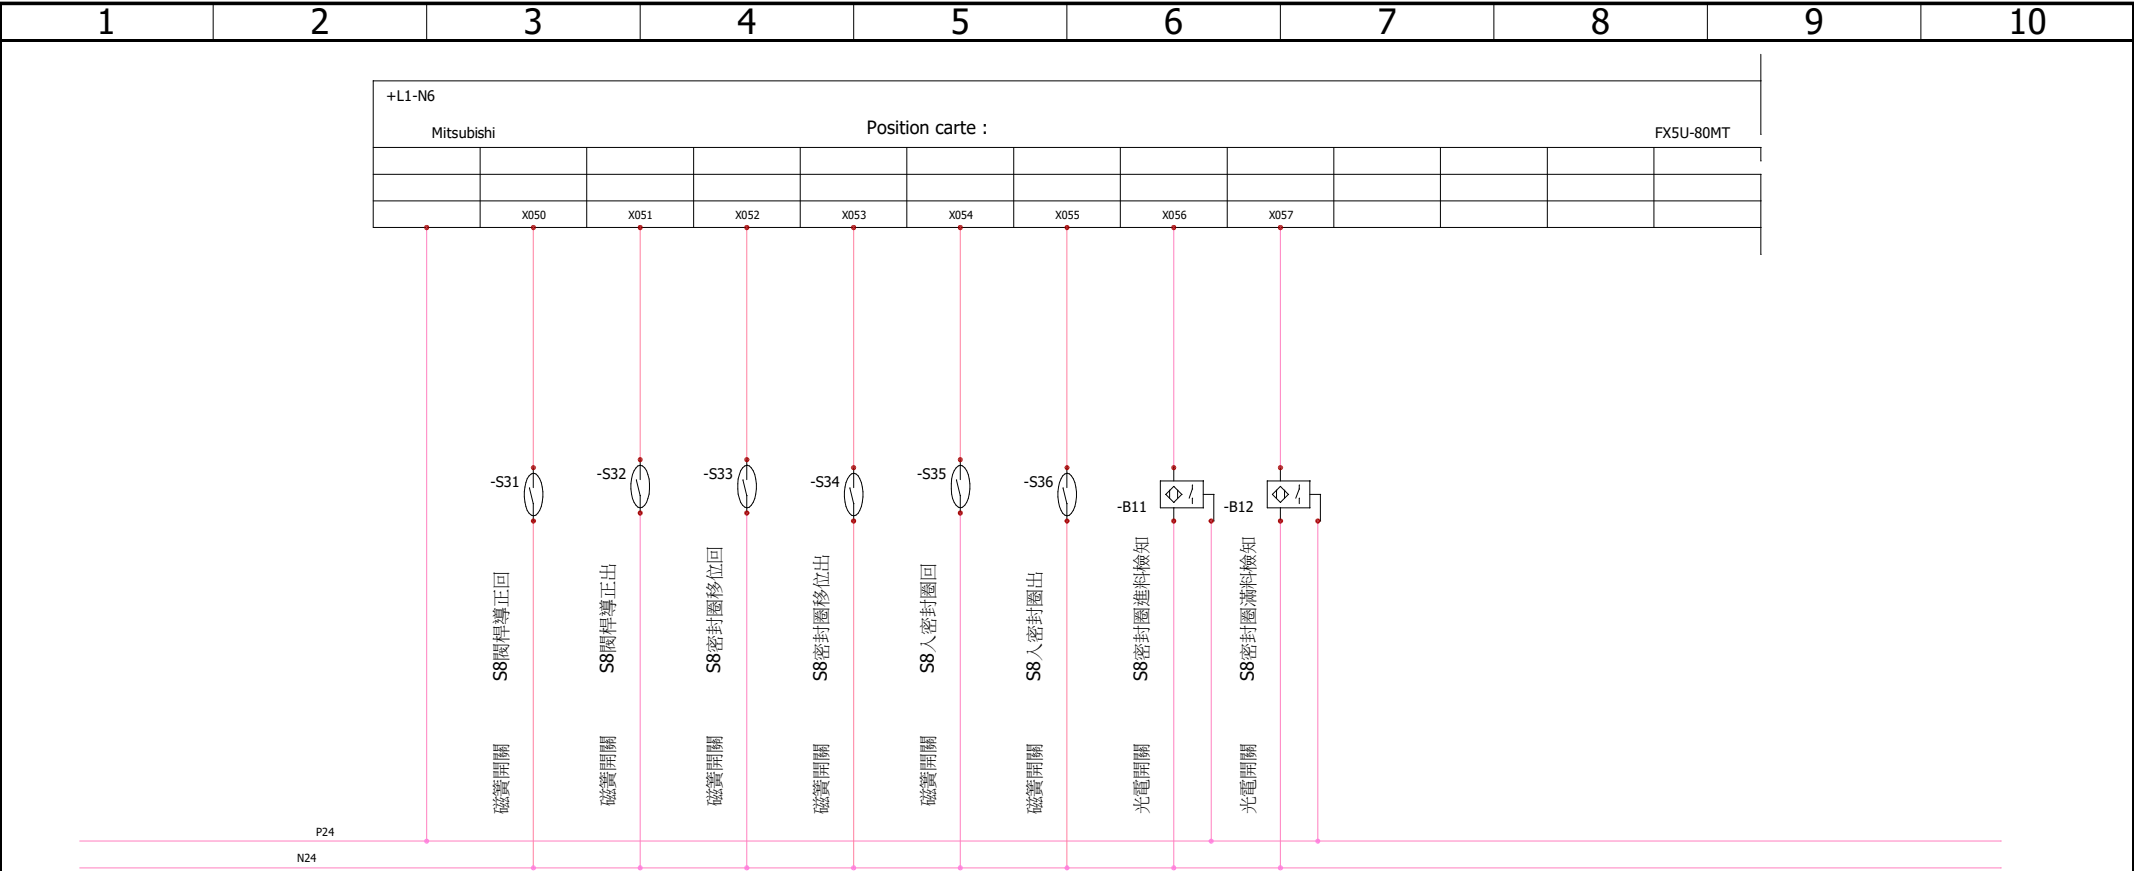 1 2 3 4 5 6 7 8 9 10
+L1-N6
Mitsubishi Position carte : FX5U-80MT
X050 X051 X052 X053 X054 X055 X056 X057
-S31 -S32 -S33 -S34 -S35 -S36 -B11 -B12
S8閥桿導正回
S8閥桿導正出
S8密封圈移位回
S8密封圈移位出
S8入密封圈回
S8入密封圈出
S8密封圈進料檢知
S8密封圈滿料檢知
磁簧開關
磁簧開關
磁簧開關
磁簧開關
磁簧開關
磁簧開關
光電開關
光電開關
P24
N24